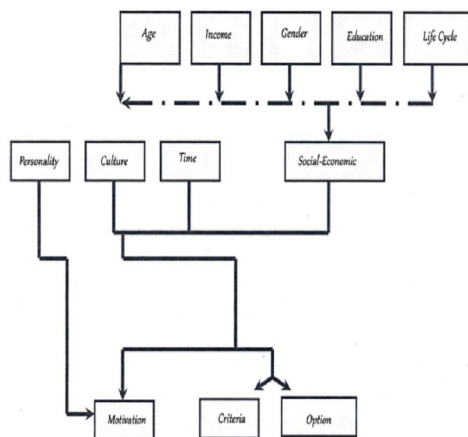 Age
Income
Gender
Education
Life Cycle
Personality
Culture
Time
Social-Economic
Motivation
Criteria
Option